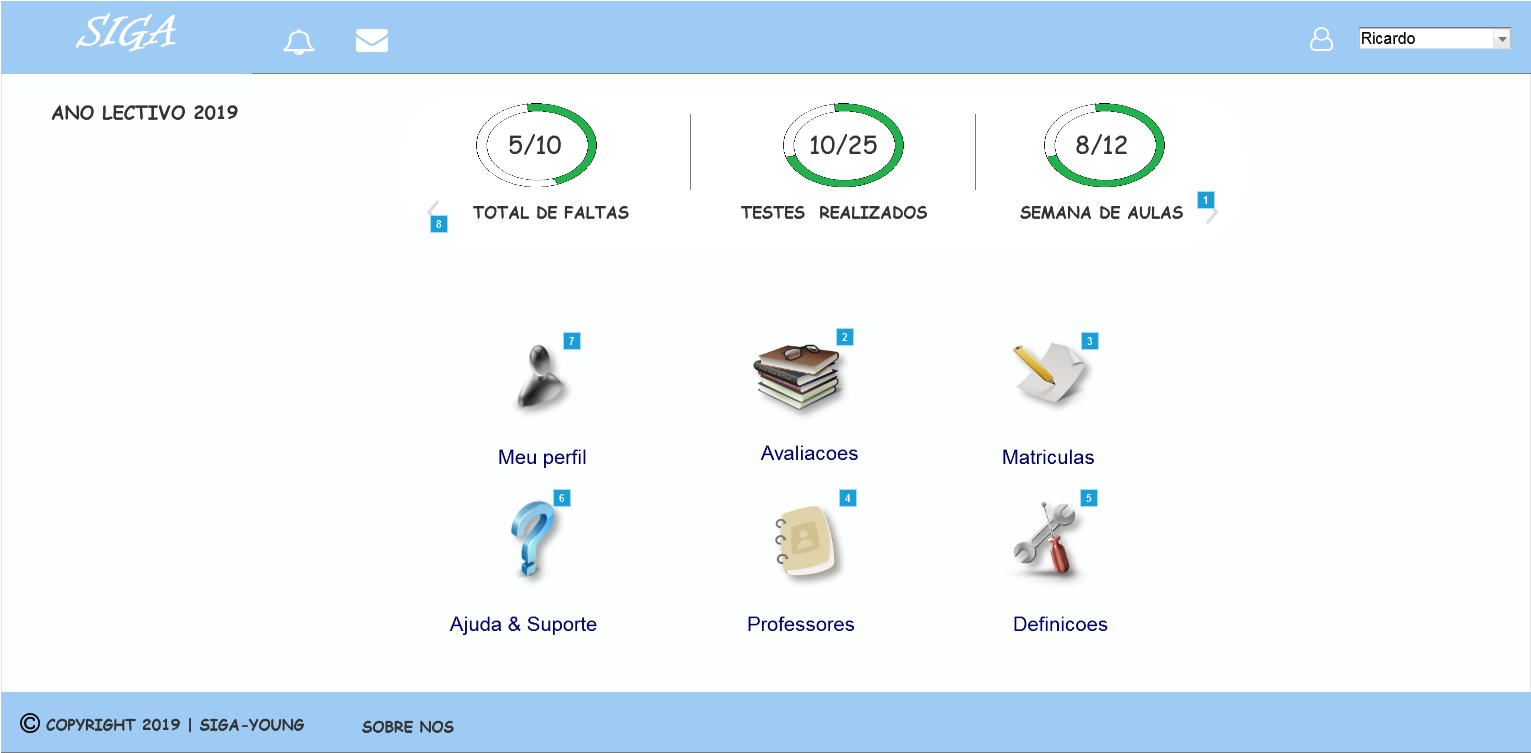 SIGA
Ricardo
ANO LECTIVO 2019
5/10
10/25
8/12
TOTAL DE FALTAS
TESTES REALIZADOS
SEMANA DE AULAS
8
1
7
2
3
Meu perfil
Avaliacoes
Matriculas
6
4
5
Ajuda & Suporte
Professores
Definicoes
© COPYRIGHT 2019 | SIGA-YOUNG
SOBRE NOS